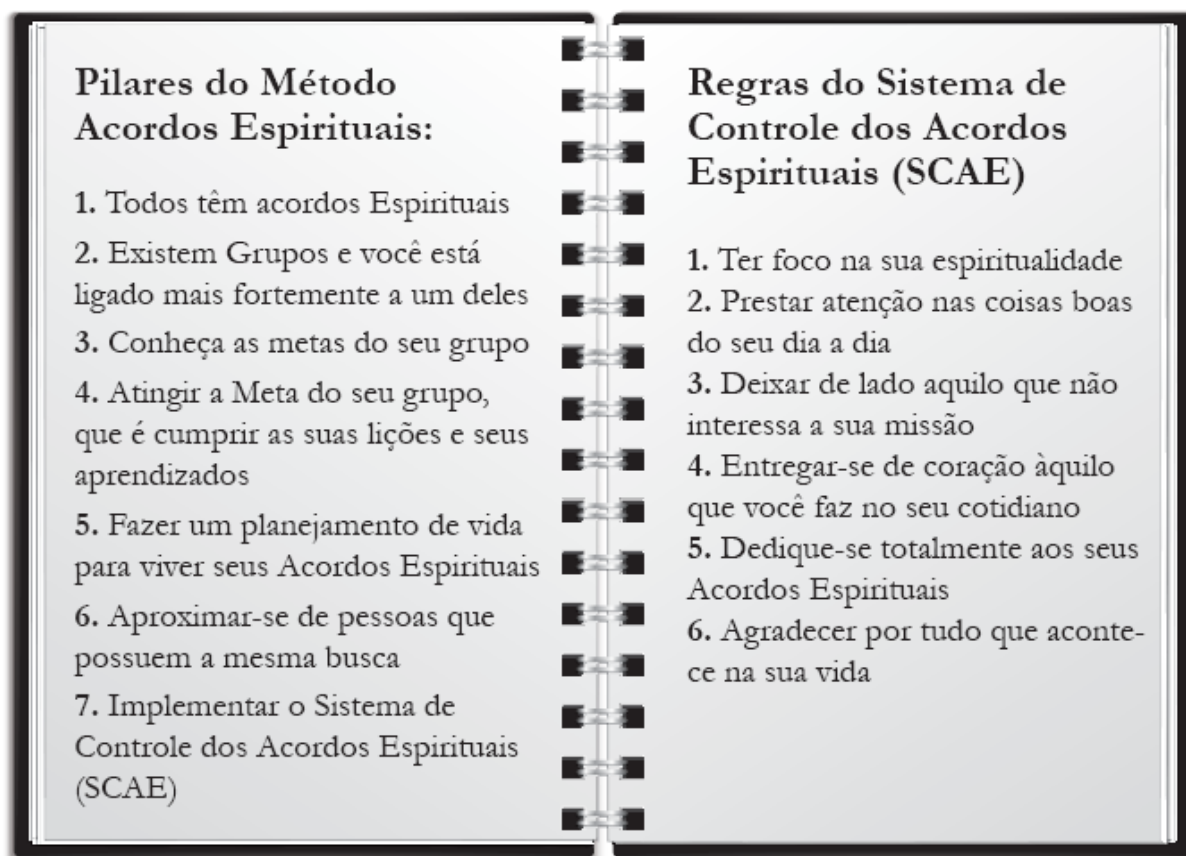 Pilares do Método
Acordos Espirituais:
1. Todos têm acordos Espirituais
2. Existem Grupos e você está
ligado mais fortemente a um deles
3. Conheça as metas do seu grupo
4. Atingir a Meta do seu grupo,
que é cumprir as suas lições e seus
aprendizados
5. Fazer um planejamento de vida
para viver seus Acordos Espirituais
6. Aproximar-se de pessoas que
possuem a mesma busca
7. Implementar o Sistema de
Controle dos Acordos Espirituais
(SCAE)
Regras do Sistema de
Controle dos Acordos
Espirituais (SCAE)
1. Ter foco na sua espiritualidade
2. Prestar atenção nas coisas boas
do seu dia a dia
3. Deixar de lado aquilo que não
interessa a sua missão
4. Entregar-se de coração àquilo
que você faz no seu cotidiano
5. Dedique-se totalmente aos seus
Acordos Espirituais
6. Agradecer por tudo que aconte-
ce na sua vida